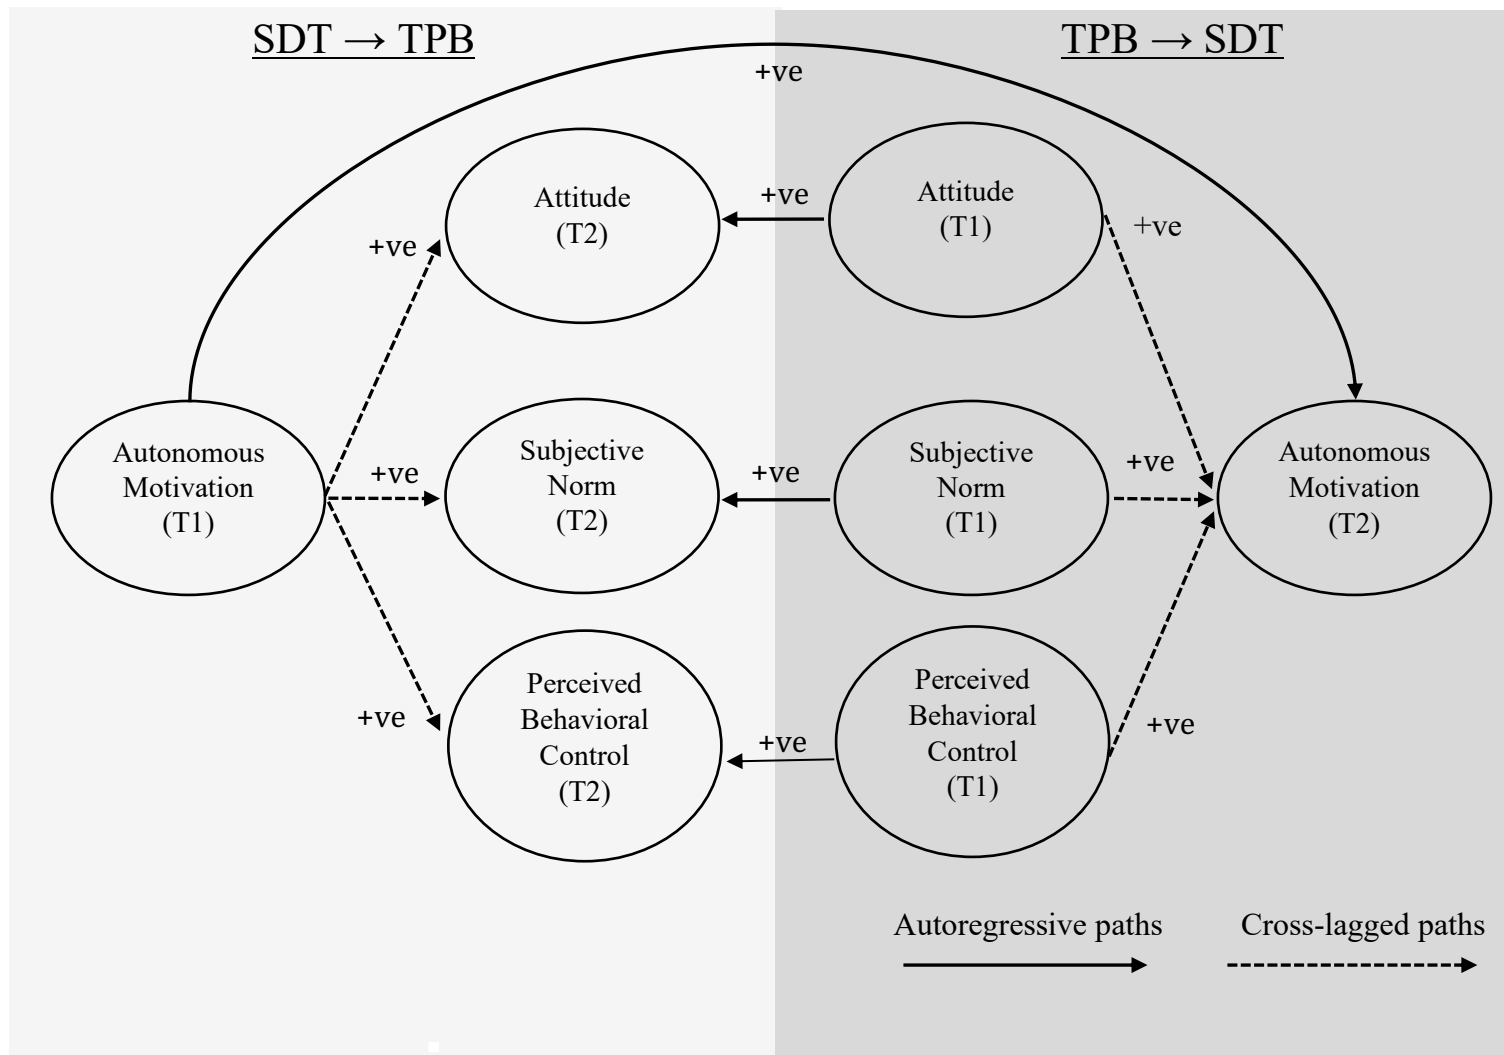 SDT → TPB
TPB → SDT
+ve
Attitude
(T2)
+ve
Attitude
(T1)
+ve
+ve
Autonomous
Motivation
(T1)
+ve
Subjective
Norm
(T2)
+ve
Subjective
Norm
(T1)
+ve
Autonomous
Motivation
(T2)
+ve
Perceived
Behavioral
Control
(T2)
+ve
Perceived
Behavioral
Control
(T1)
+ve
Autoregressive paths
Cross-lagged paths